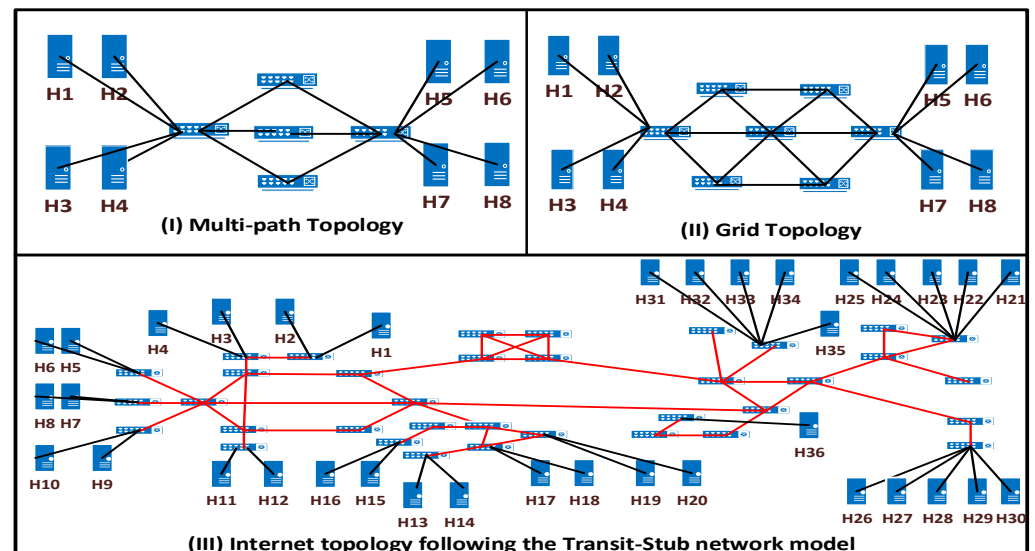 H1 H2 H5 H6
H3 H4 H7 H8
(I) Multi-path Topology
H1 H2 H5 H6
H3 H4 H7 H8
(II) Grid Topology
H31 H32 H33 H34 H25 H24 H23 H22 H21
H4 H3 H2 H1 H35
H6 H5
H8 H7
H36
H10 H9
H11 H12 H16 H15 H17 H18 H19 H20
H13 H14
H26 H27 H28 H29 H30
(III) Internet topology following the Transit-Stub network model